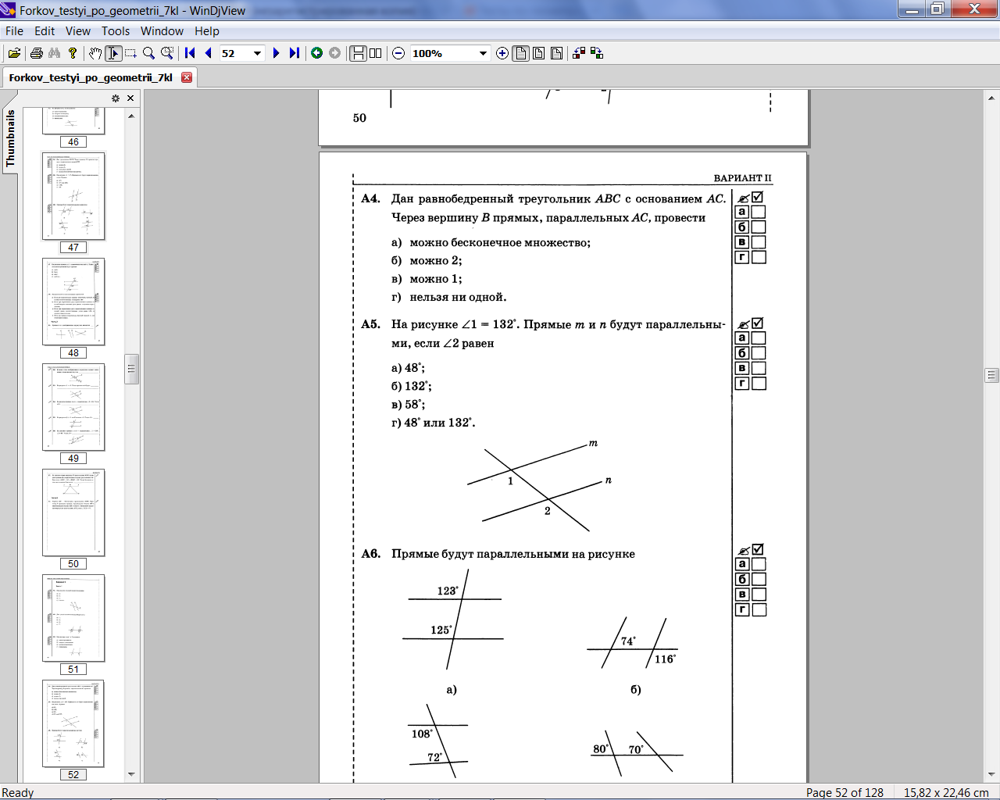 Forkov_testyi_po_geometrii_7kl - WinDjView
File Edit View Tools Window Help
52
100%
Forkov_testyi_po_geometrii_7kl
Thumbnails
46
47
48
49
50
51
52
50
ВАРИАНТ II
А4. Дан равнобедренный треугольник ABC с основанием AC.
Через вершину B прямых, параллельных AC, провести
а) можно бесконечное множество;
б) можно 2;
в) можно 1;
г) нельзя ни одной.
а
б
в
г
А5. На рисунке ∠1 = 132°. Прямые m и n будут параллельны-
ми, если ∠2 равен
а) 48°;
б) 132°;
в) 58°;
г) 48° или 132°.
а
б
в
г
m
1
n
2
А6. Прямые будут параллельными на рисунке
а
б
в
г
123°
125°
74°
116°
а)
б)
108°
72°
80°
70°
Ready
Page 52 of 128
15,82 x 22,46 cm